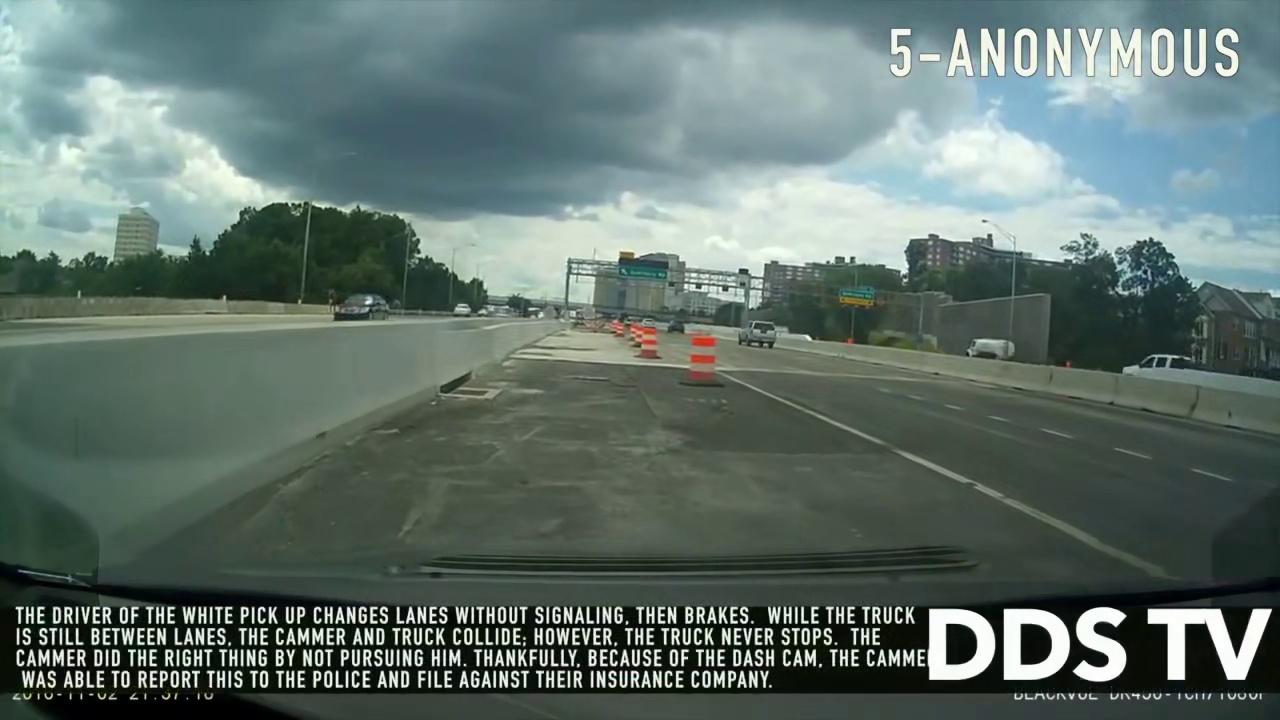 5-ANONYMOUS
THE DRIVER OF THE WHITE PICK UP CHANGES LANES WITHOUT SIGNALING, THEN BRAKES. WHILE THE TRUCK
IS STILL BETWEEN LANES, THE CAMMER AND TRUCK COLLIDE; HOWEVER, THE TRUCK NEVER STOPS. THE
CAMMER DID THE RIGHT THING BY NOT PURSUING HIM. THANKFULLY, BECAUSE OF THE DASH CAM, THE CAMMER
WAS ABLE TO REPORT THIS TO THE POLICE AND FILE AGAINST THEIR INSURANCE COMPANY.
DDS TV